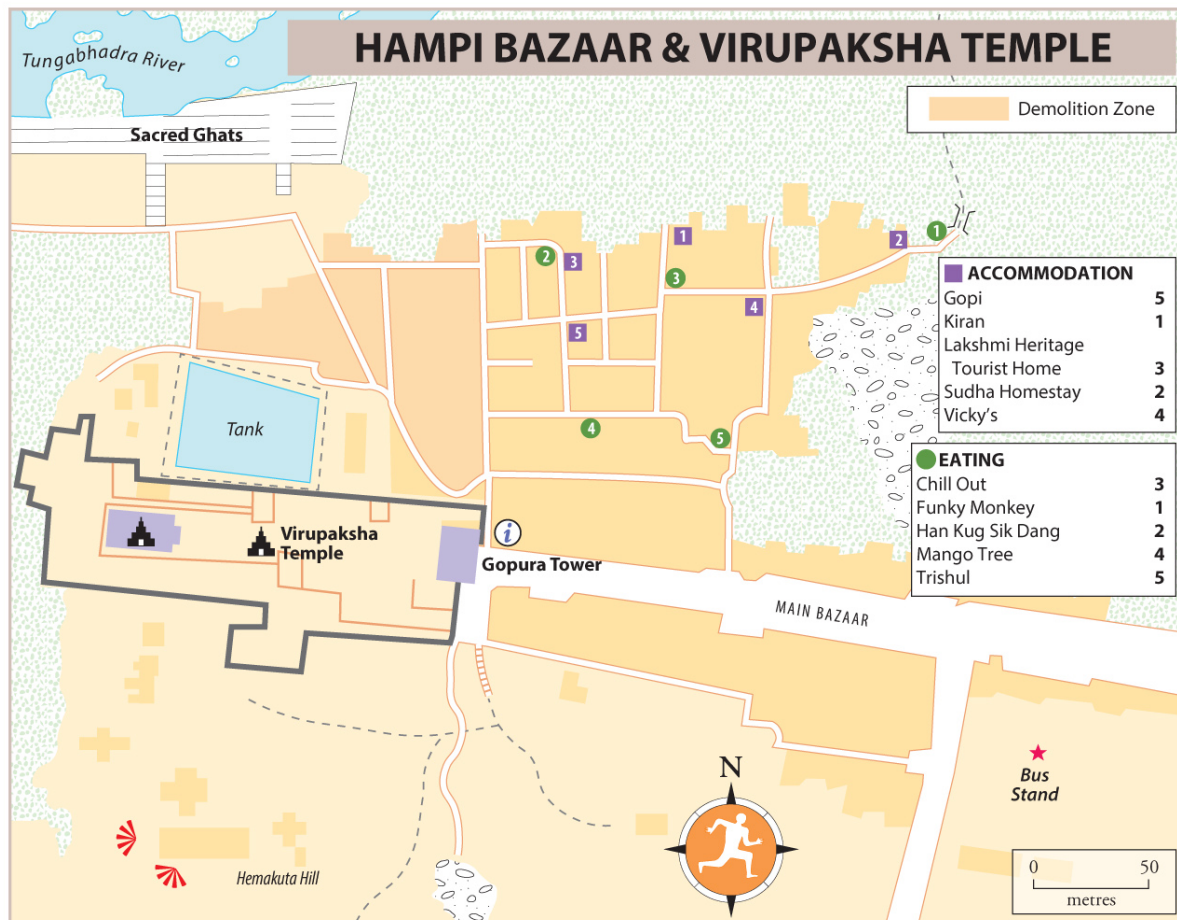 HAMPI BAZAAR & VIRUPAKSHA TEMPLE
Tungabhadra River
Demolition Zone
Sacred Ghats
1
2
1
2
3
3
4
5
4
5
ACCOMMODATION
Gopi 5
Kiran 1
Lakshmi Heritage
Tourist Home 3
Sudha Homestay 2
Vicky's 4
EATING
Chill Out 3
Funky Monkey 1
Han Kug Sik Dang 2
Mango Tree 4
Trishul 5
Tank
Virupaksha
Temple
i
Gopura Tower
MAIN BAZAAR
N
Bus
Stand
Hemakuta Hill
0 50
metres